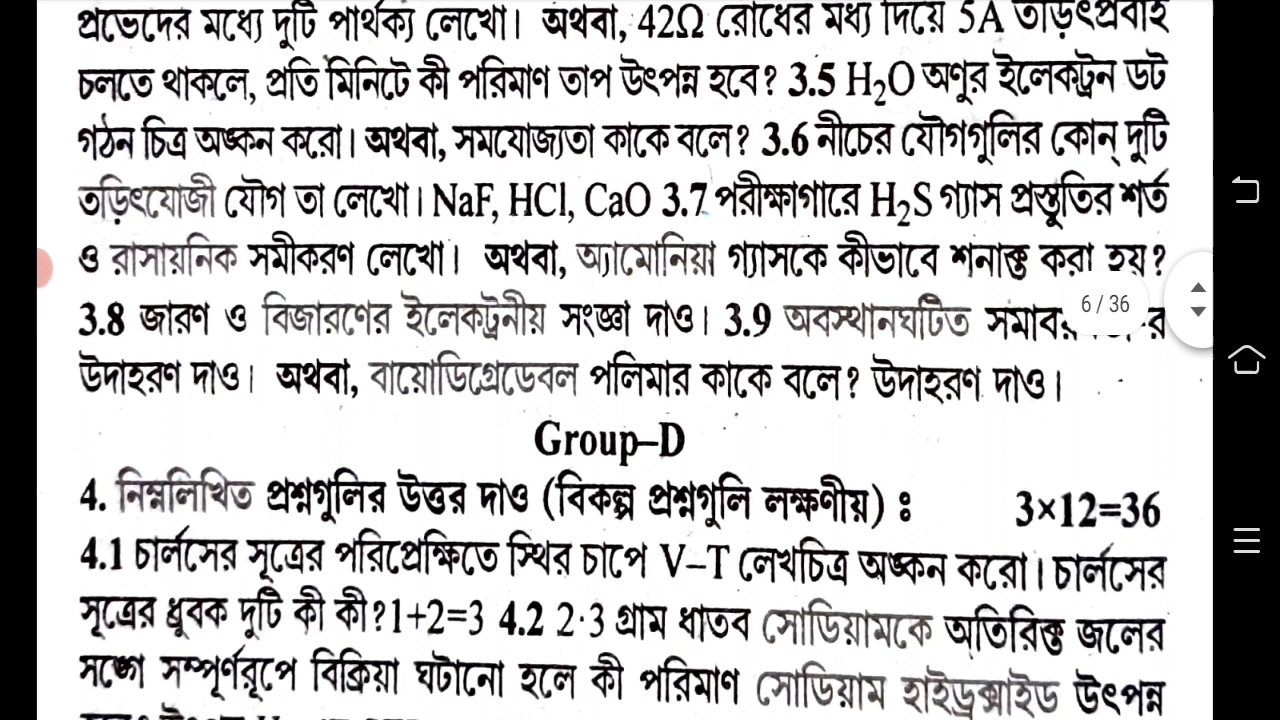 প্রভেদের মধ্যে দুটি পার্থক্য লেখো। অথবা, 42Ω রোধের মধ্য দিয়ে 5A তড়িৎপ্রবাহ
চলতে থাকলে, প্রতি মিনিটে কী পরিমাণ তাপ উৎপন্ন হবে? 3.5 H₂O অণুর ইলেকট্রন ডট
গঠন চিত্র অঙ্কন করো। অথবা, সমযোজ্যতা কাকে বলে? 3.6 নীচের যৌগগুলির কোন্ দুটি
তড়িৎযোজী যৌগ তা লেখো। NaF, HCl, CaO 3.7 পরীক্ষাগারে H₂S গ্যাস প্রস্তুতির শর্ত
ও রাসায়নিক সমীকরণ লেখো। অথবা, অ্যামোনিয়া গ্যাসকে কীভাবে শনাক্ত করা হয়?
6 / 36
3.8 জারণ ও বিজারণের ইলেকট্রনীয় সংজ্ঞা দাও। 3.9 অবস্থানঘটিত
উদাহরণ দাও। অথবা, বায়োডিগ্রেডেবল পলিমার কাকে বলে? উদাহরণ দাও।
Group–D
4. নিম্নলিখিত প্রশ্নগুলির উত্তর দাও (বিকল্প প্রশ্নগুলি লক্ষণীয়) ঃ 3×12=36
4.1 চার্লসের সূত্রের পরিপ্রেক্ষিতে স্থির চাপে V–T লেখচিত্র অঙ্কন করো। চার্লসের
সূত্রের ধ্রুবক দুটি কী কী? 1+2=3 4.2 2·3 গ্রাম ধাতব সোডিয়ামকে অতিরিক্ত জলের
সঙ্গে সম্পূর্ণরূপে বিক্রিয়া ঘটানো হলে কী পরিমাণ সোডিয়াম হাইড্রক্সাইড উৎপন্ন